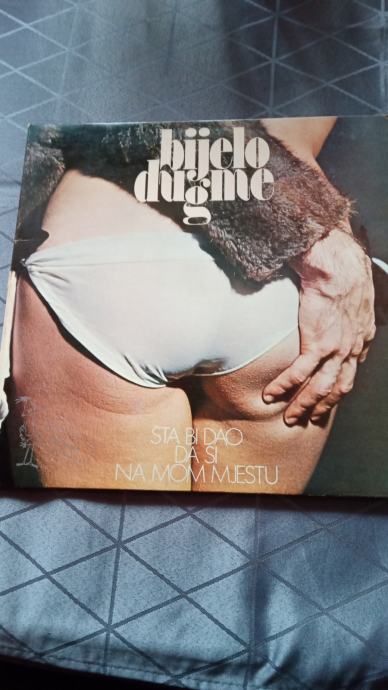 bijelo
dugme
STA BI DAO
DA SI
NA MOM MJESTU